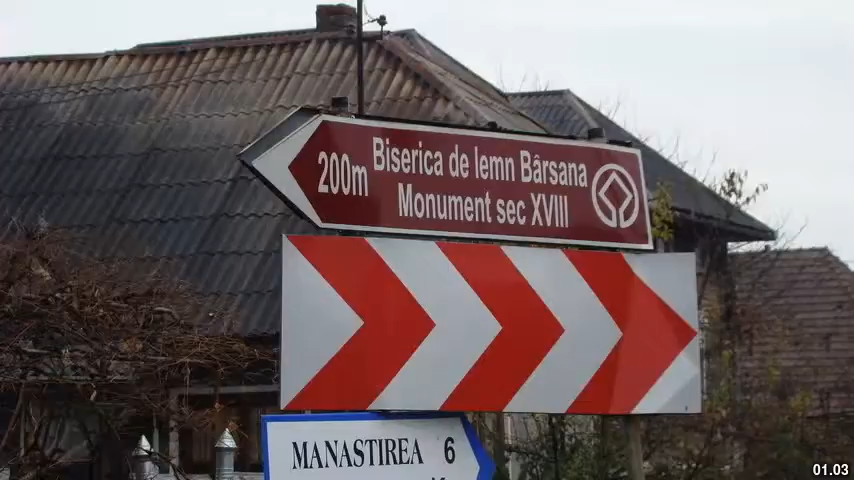 200m
Biserica de lemn Bârsana
Monument sec XVIII
MANASTIREA 6
01.03